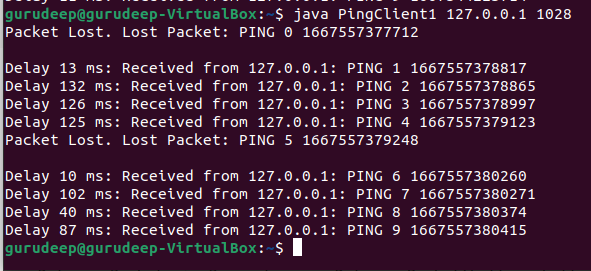 gurudeep@gurudeep-VirtualBox:~$ java PingClient1 127.0.0.1 1028
Packet Lost. Lost Packet: PING 0 1667557377712
Delay 13 ms: Received from 127.0.0.1: PING 1 1667557378817
Delay 132 ms: Received from 127.0.0.1: PING 2 1667557378865
Delay 126 ms: Received from 127.0.0.1: PING 3 1667557378997
Delay 125 ms: Received from 127.0.0.1: PING 4 1667557379123
Packet Lost. Lost Packet: PING 5 1667557379248
Delay 10 ms: Received from 127.0.0.1: PING 6 1667557380260
Delay 102 ms: Received from 127.0.0.1: PING 7 1667557380271
Delay 40 ms: Received from 127.0.0.1: PING 8 1667557380374
Delay 87 ms: Received from 127.0.0.1: PING 9 1667557380415
gurudeep@gurudeep-VirtualBox:~$